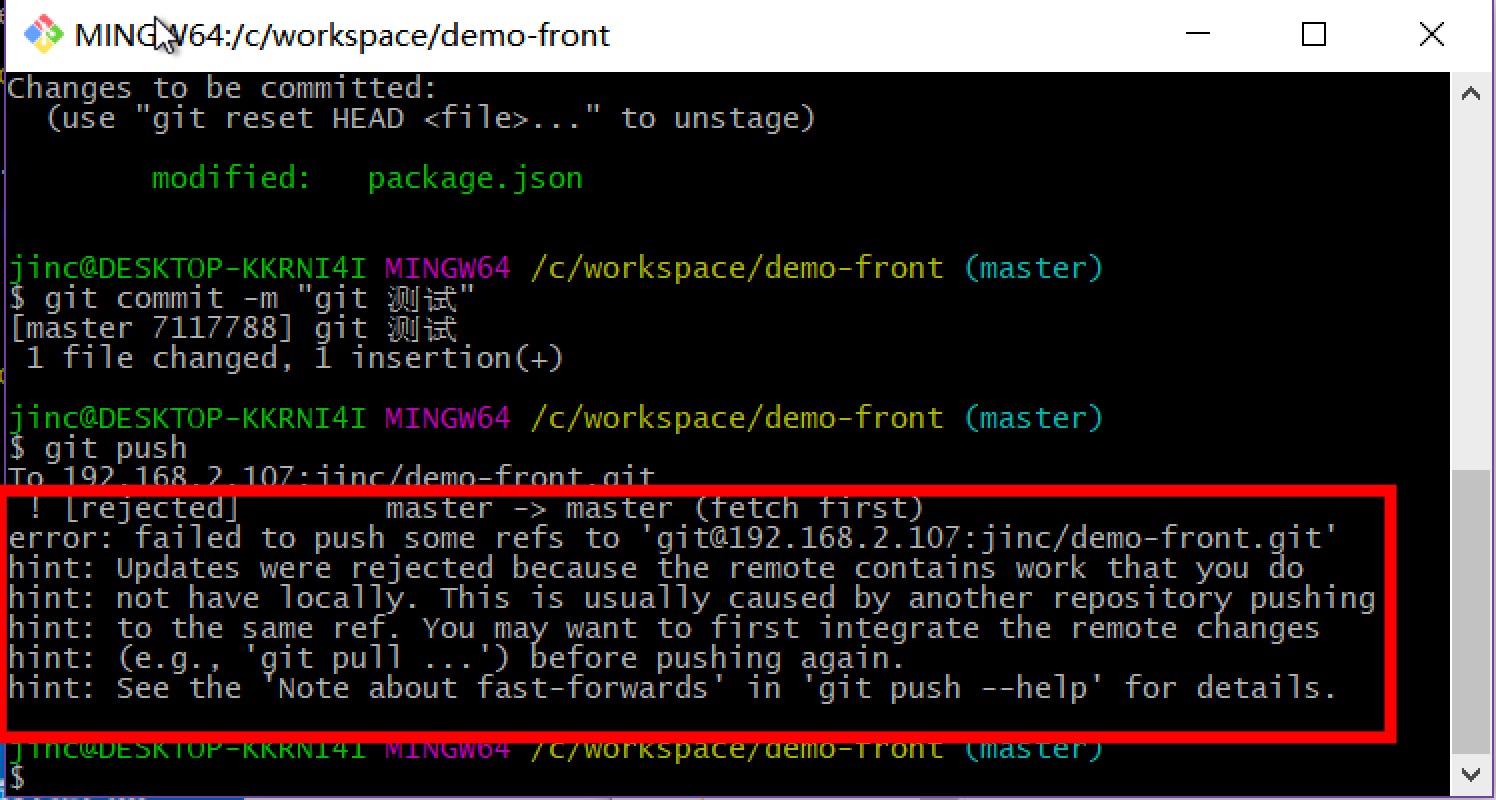 MINGW64:/c/workspace/demo-front
Changes to be committed:
(use "git reset HEAD <file>..." to unstage)
modified: package.json
jinc@DESKTOP-KKRNI4I MINGW64 /c/workspace/demo-front (master)
$ git commit -m "git 测试"
[master 7117788] git 测试
1 file changed, 1 insertion(+)
jinc@DESKTOP-KKRNI4I MINGW64 /c/workspace/demo-front (master)
$ git push
To 192.168.2.107:jinc/demo-front.git
! [rejected] master -> master (fetch first)
error: failed to push some refs to 'git@192.168.2.107:jinc/demo-front.git'
hint: Updates were rejected because the remote contains work that you do
hint: not have locally. This is usually caused by another repository pushing
hint: to the same ref. You may want to first integrate the remote changes
hint: (e.g., 'git pull ...') before pushing again.
hint: See the 'Note about fast-forwards' in 'git push --help' for details.
jinc@DESKTOP-KKRNI4I MINGW64 /c/workspace/demo-front (master)
$